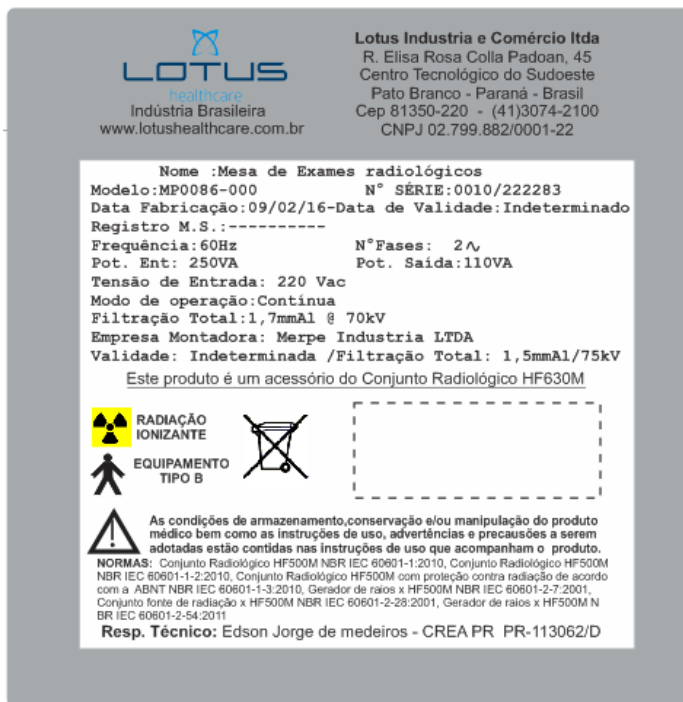 LOTUS
healthcare
Indústria Brasileira
www.lotushealthcare.com.br
Lotus Industria e Comércio ltda
R. Elisa Rosa Colla Padoan, 45
Centro Tecnológico do Sudoeste
Pato Branco - Paraná - Brasil
Cep 81350-220 - (41)3074-2100
CNPJ 02.799.882/0001-22
Nome :Mesa de Exames radiológicos
Modelo:MP0086-000 N° SÉRIE:0010/222283
Data Fabricação:09/02/16-Data de Validade:Indeterminado
Registro M.S.:----------
Frequência:60Hz N°Fases: 2∿
Pot. Ent: 250VA Pot. Saída:110VA
Tensão de Entrada: 220 Vac
Modo de operação:Contínua
Filtração Total:1,7mmAl @ 70kV
Empresa Montadora: Merpe Industria LTDA
Validade: Indeterminada /Filtração Total: 1,5mmAl/75kV
Este produto é um acessório do Conjunto Radiológico HF630M
RADIAÇÃO
IONIZANTE
EQUIPAMENTO
TIPO B
As condições de armazenamento,conservação e/ou manipulação do produto
médico bem como as instruções de uso, advertências e precausões a serem
adotadas estão contidas nas instruções de uso que acompanham o produto.
NORMAS: Conjunto Radiológico HF500M NBR IEC 60601-1:2010, Conjunto Radiológico HF500M
NBR IEC 60601-1-2:2010, Conjunto Radiológico HF500M com proteção contra radiação de acordo
com a ABNT NBR IEC 60601-1-3:2010, Gerador de raios x HF500M NBR IEC 60601-2-7:2001,
Conjunto fonte de radiação x HF500M NBR IEC 60601-2-28:2001, Gerador de raios x HF500M N
BR IEC 60601-2-54:2011
Resp. Técnico: Edson Jorge de medeiros - CREA PR PR-113062/D